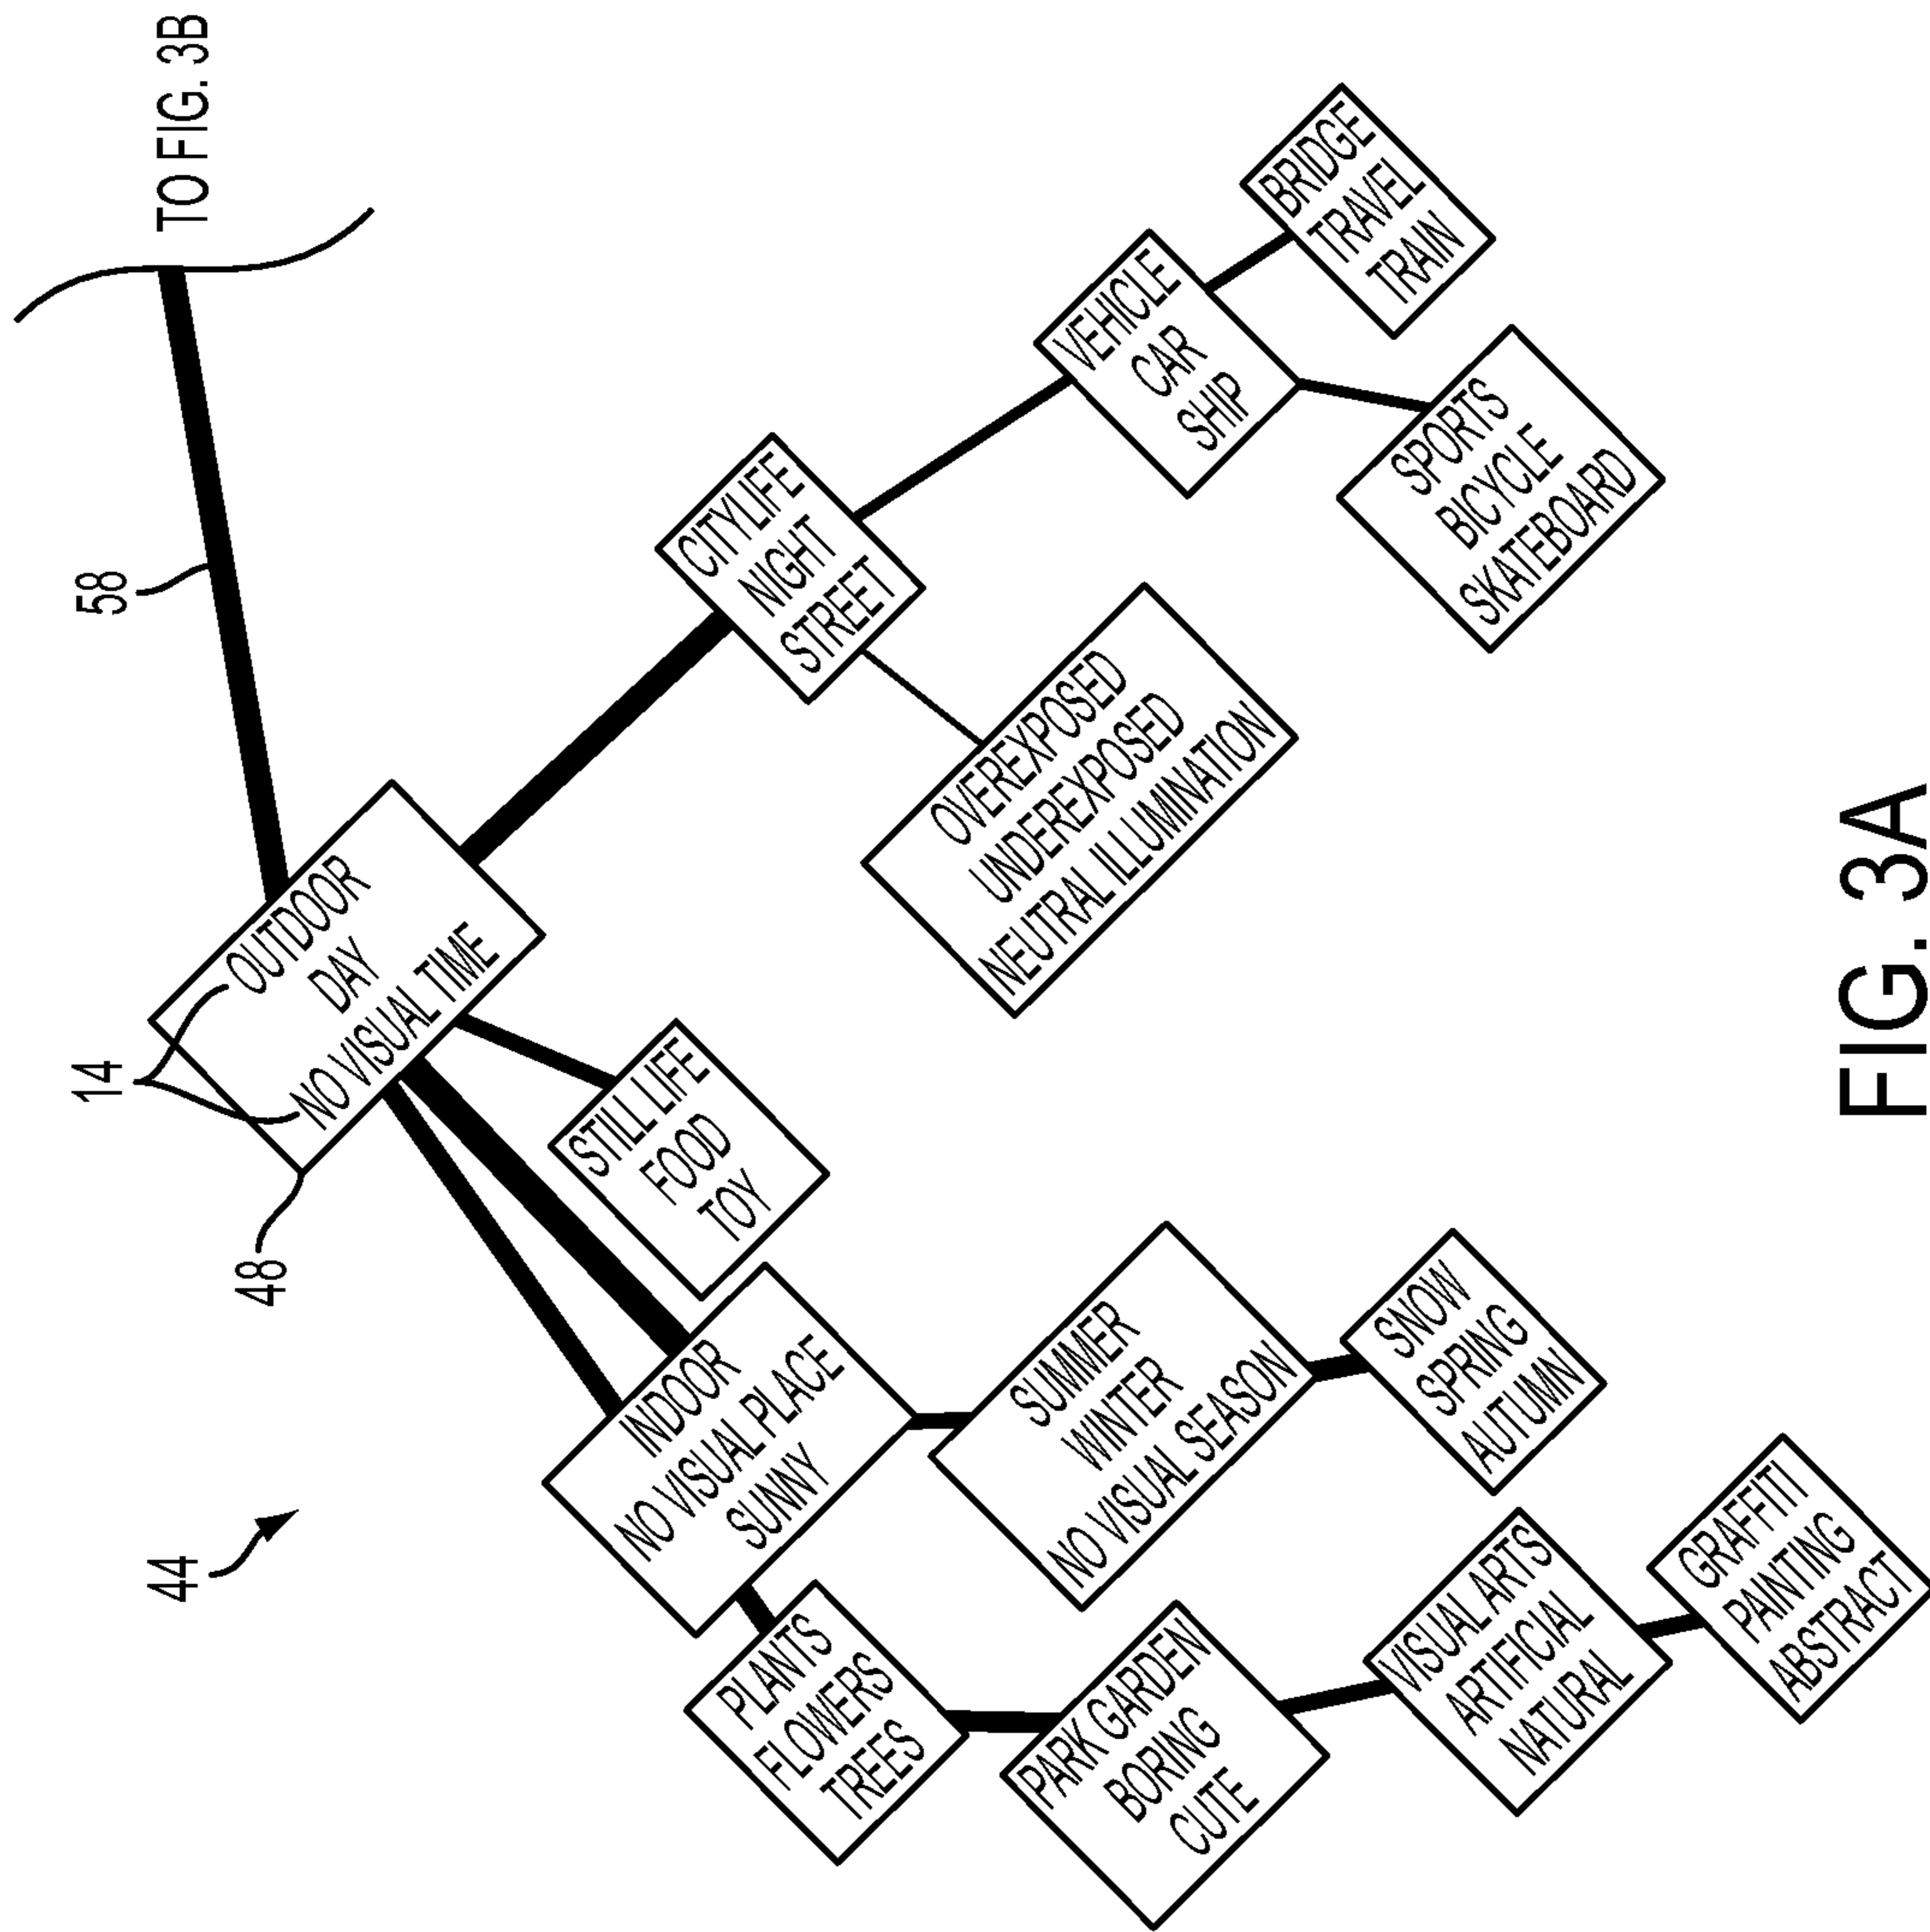 TO FIG. 3B
58
14
48
44
OUTDOOR
DAY
NO VISUAL TIME
CITYLIFE
NIGHT
STREET
VEHICLE
CAR
SHIP
BRIDGE
TRAVEL
TRAIN
SPORTS
BICYCLE
SKATEBOARD
OVEREXPOSED
UNDEREXPOSED
NEUTRAL ILLUMINATION
STILL LIFE
FOOD
TOY
INDOOR
NO VISUAL PLACE
SUNNY
SUMMER
WINTER
NO VISUAL SEASON
SNOW
SPRING
AUTUMN
PLANTS
FLOWERS
TREES
PARK GARDEN
BORING
CUTE
VISUAL ARTS
ARTIFICIAL
NATURAL
GRAFFITI
PAINTING
ABSTRACT
FIG. 3A